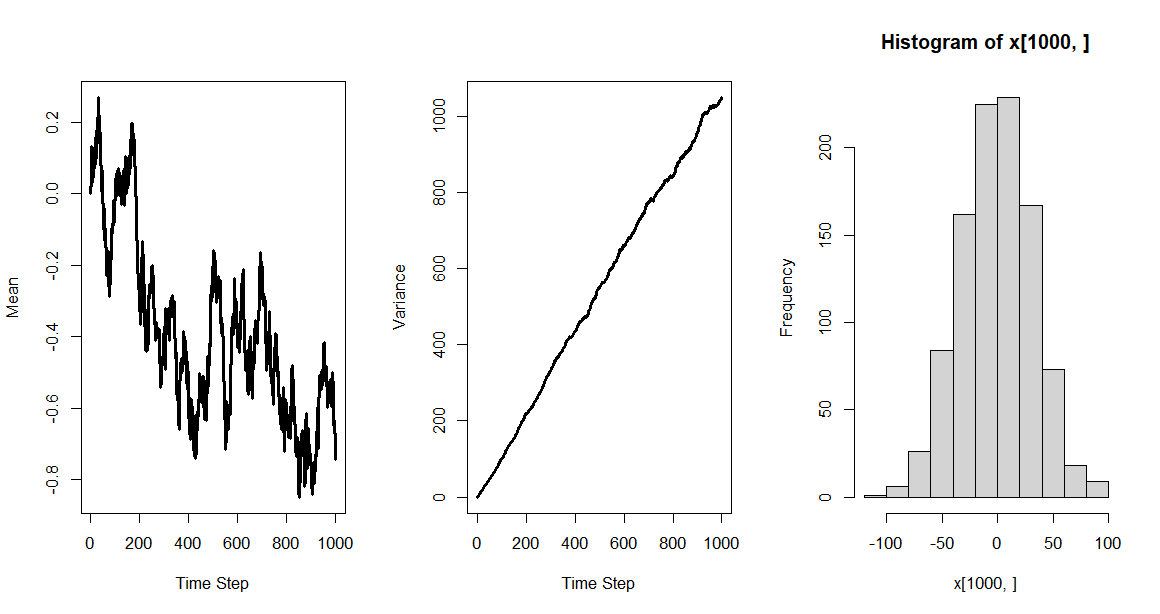 Mean
0.2
0.0
-0.2
-0.4
-0.6
-0.8
0 200 400 600 800 1000
Time Step
Variance
1000
800
600
400
200
0
0 200 400 600 800 1000
Time Step
Histogram of x[1000, ]
Frequency
200
150
100
50
0
-100 -50 0 50 100
x[1000, ]